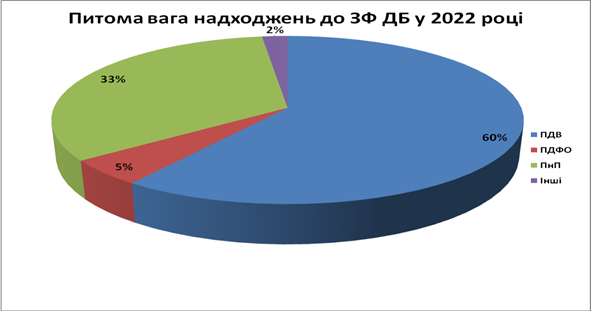 Питома вага надходжень до ЗФ ДБ у 2022 році
2%
33%
60%
5%
ПДВ
ПДФО
ПнП
Інші